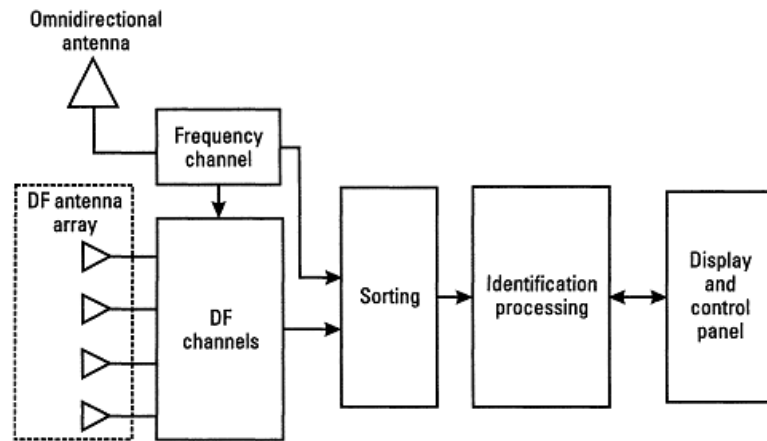 Omnidirectional
antenna
Frequency
channel
DF antenna
array
DF
channels
Sorting
Identification
processing
Display
and
control
panel